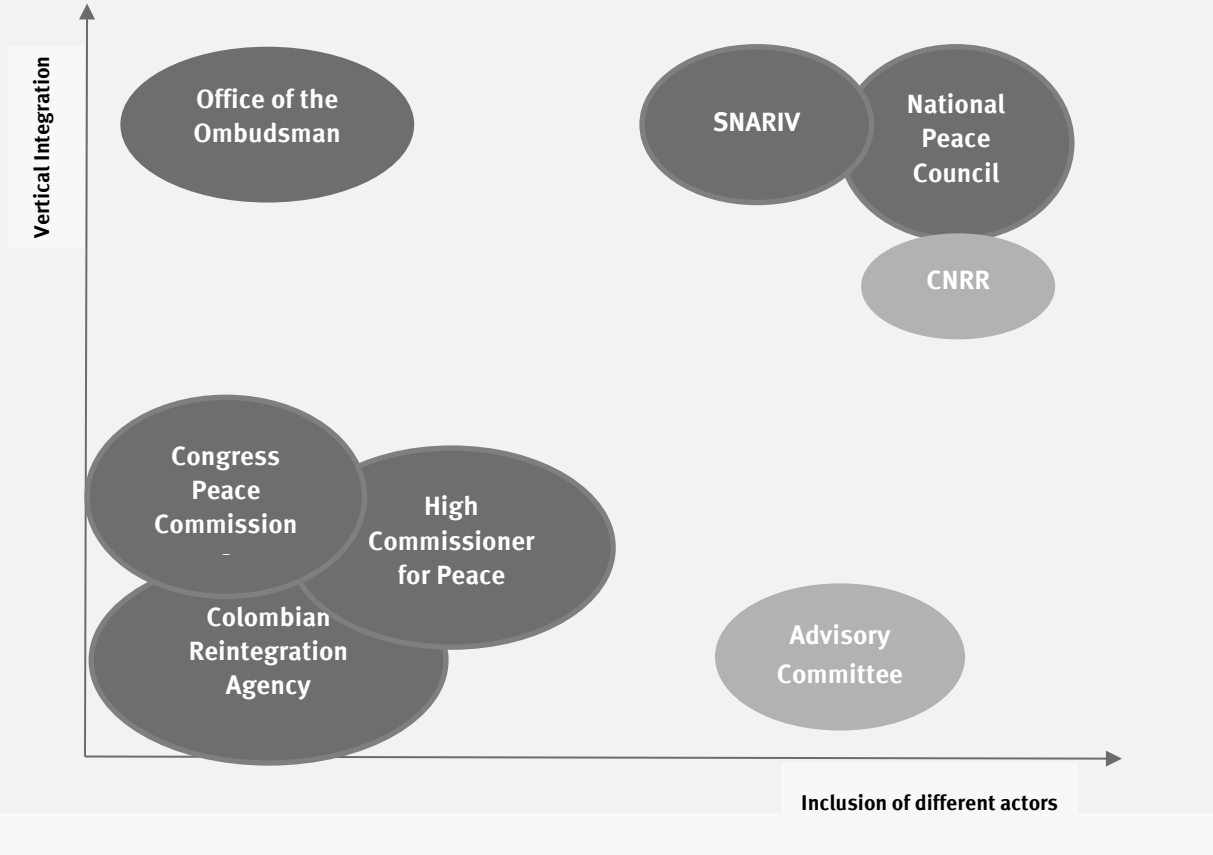 Vertical Integration
Office of the
Ombudsman
SNARIV
National
Peace
Council
CNRR
Congress
Peace
Commission
High
Commissioner
for Peace
Colombian
Reintegration
Agency
Advisory
Committee
Inclusion of different actors